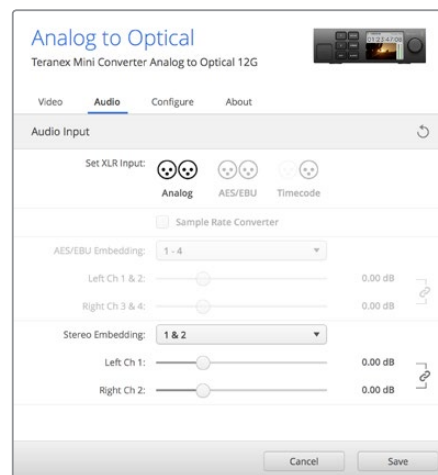 Analog to Optical
Teranex Mini Converter Analog to Optical 12G
Video Audio Configure About
Audio Input
Set XLR Input:
Analog AES/EBU Timecode
Sample Rate Converter
AES/EBU Embedding: 1 - 4
Left Ch 1 & 2: 0.00 dB
Right Ch 3 & 4: 0.00 dB
Stereo Embedding: 1 & 2
Left Ch 1: 0.00 dB
Right Ch 2: 0.00 dB
Cancel Save